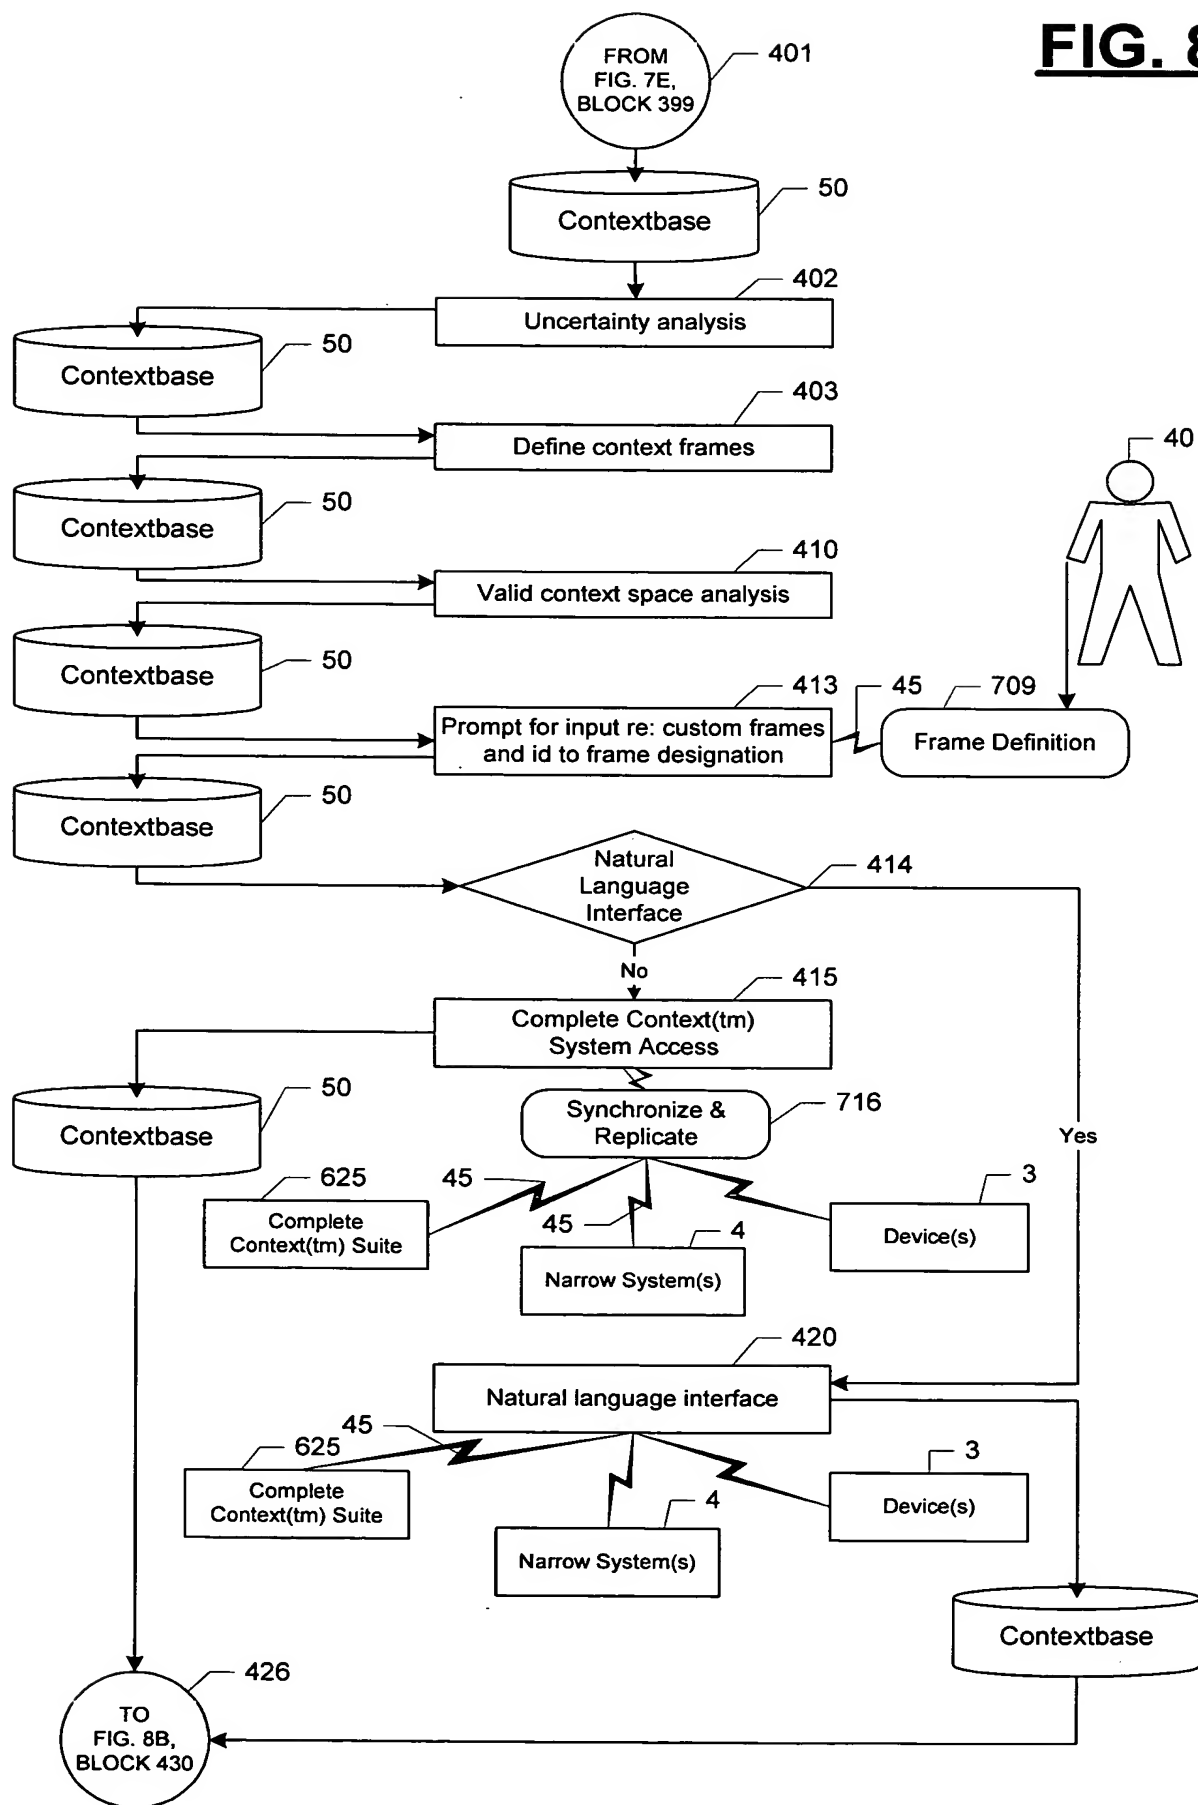 FIG. 8
FROM
FIG. 7E,
BLOCK 399
401
50
Contextbase
402
Uncertainty analysis
50
Contextbase
403
Define context frames
40
50
Contextbase
410
Valid context space analysis
50
Contextbase
413
45
709
Prompt for input re: custom frames
and id to frame designation
Frame Definition
50
Contextbase
Natural
Language
Interface
414
No
415
Complete Context(tm)
System Access
50
Contextbase
Synchronize &
Replicate
716
Yes
625
45
45
4
3
Complete
Context(tm) Suite
Narrow System(s)
Device(s)
420
Natural language interface
45
625
4
3
Complete
Context(tm) Suite
Narrow System(s)
Device(s)
Contextbase
426
TO
FIG. 8B,
BLOCK 430